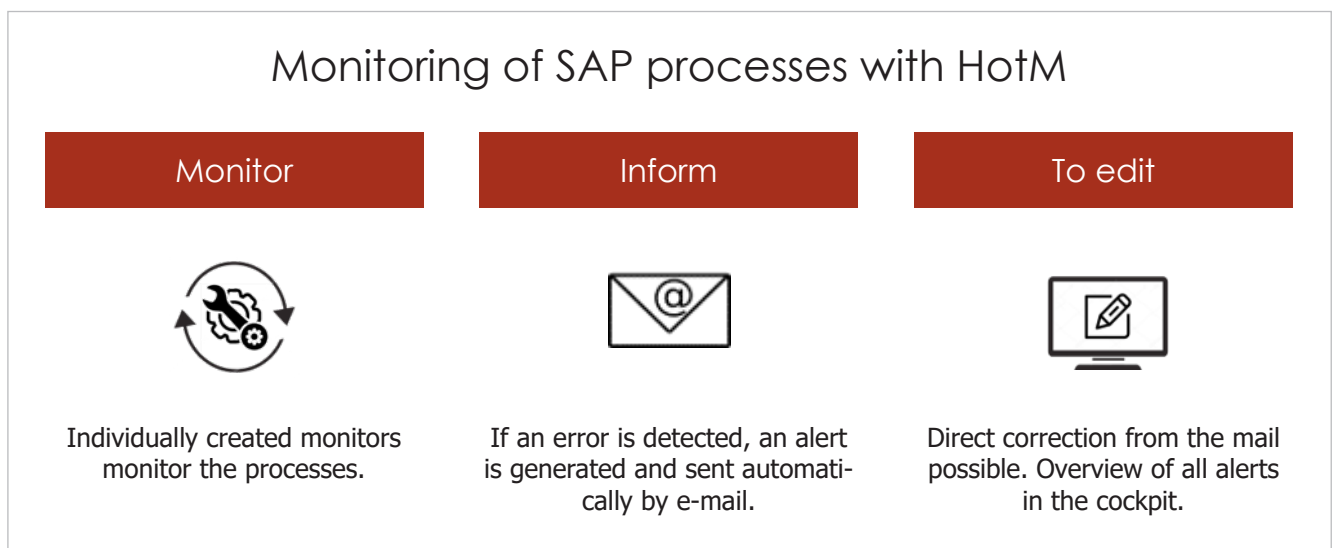 Monitoring of SAP processes with HotM
Monitor
Inform
To edit
@
Individually created monitors
monitor the processes.
If an error is detected, an alert
is generated and sent automati-
cally by e-mail.
Direct correction from the mail
possible. Overview of all alerts
in the cockpit.